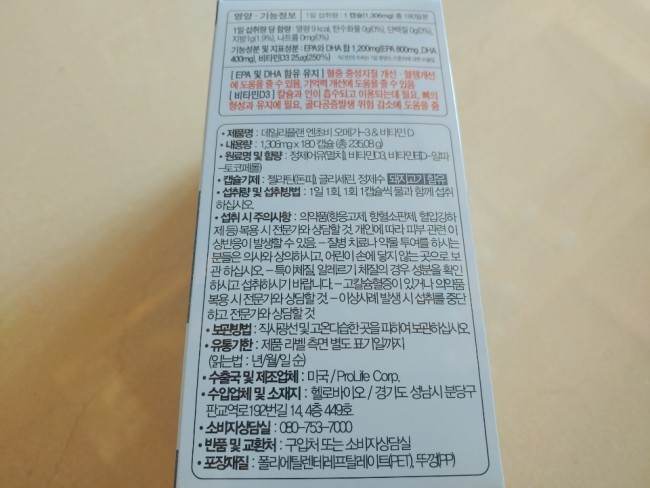 영양 · 기능정보 1일 섭취량 : 1 캡슐(1,306mg) 총 180일분
1일 섭취량 당 함량 : 열량 9 kcal, 탄수화물 0g(0%), 단백질 0g(0%),
지방 1g(1.9%), 나트륨 0mg(0%)
기능성분 및 지표성분 : EPA와 DHA 합 1,200mg(EPA 800mg ,DHA
400mg), 비타민D3 25㎍(250%)
[ EPA 및 DHA 함유 유지 ] 혈중 중성지질 개선 · 혈행개선
에 도움을 줄 수 있음, 기억력 개선에 도움을 줄 수 있음
[ 비타민D3 ] 칼슘과 인이 흡수되고 이용되는데 필요, 뼈의
형성과 유지에 필요, 골다공증발생 위험 감소에 도움을 줌
• 제품명 : 데일리플랜 엔초비 오메가-3 & 비타민 D
• 내용량 : 1,306mg x 180 캡슐 (총 235.08 g)
• 원료명 및 함량 : 정제어유(멸치), 비타민D3, 비타민E(D-알파
-토코페롤)
• 캡슐기제 : 젤라틴(돈피), 글리세린, 정제수 돼지고기 함유
• 섭취량 및 섭취방법 : 1일 1회, 1회 1캡슐씩 물과 함께 섭취
하십시오.
• 섭취 시 주의사항 : 의약품(항응고제, 항혈소판제, 혈압강하
제 등) 복용 시 전문가와 상담할 것, 개인에 따라 피부 관련 이
상반응이 발생할 수 있음. – 질병 치료나 약물 투여를 하시는
분들은 의사와 상의하시고, 어린이 손에 닿지 않는 곳으로 보
관 하십시오. – 특이체질, 알레르기 체질의 경우 성분을 확인
하시고 섭취하시기 바랍니다. – 고칼슘혈증이 있거나 의약품
복용 시 전문가와 상담할 것 – 이상사례 발생 시 섭취를 중단
하고 전문가와 상담할 것
• 보관방법 : 직사광선 및 고온다습한 곳을 피하여 보관하십시오.
• 유통기한 : 제품 라벨 측면 별도 표기일까지
(읽는법 : 년/월/일 순)
• 수출국 및 제조업체 : 미국 / ProLife Corp.
• 수입업체 및 소재지 : 헬로바이오 / 경기도 성남시 분당구
판교역로192번길 14, 4층 449호
• 소비자상담실 : 080-753-7000
• 반품 및 교환처 : 구입처 또는 소비자상담실
• 포장재질 : 폴리에틸렌테레프탈레이트(PET), 뚜껑(PP)